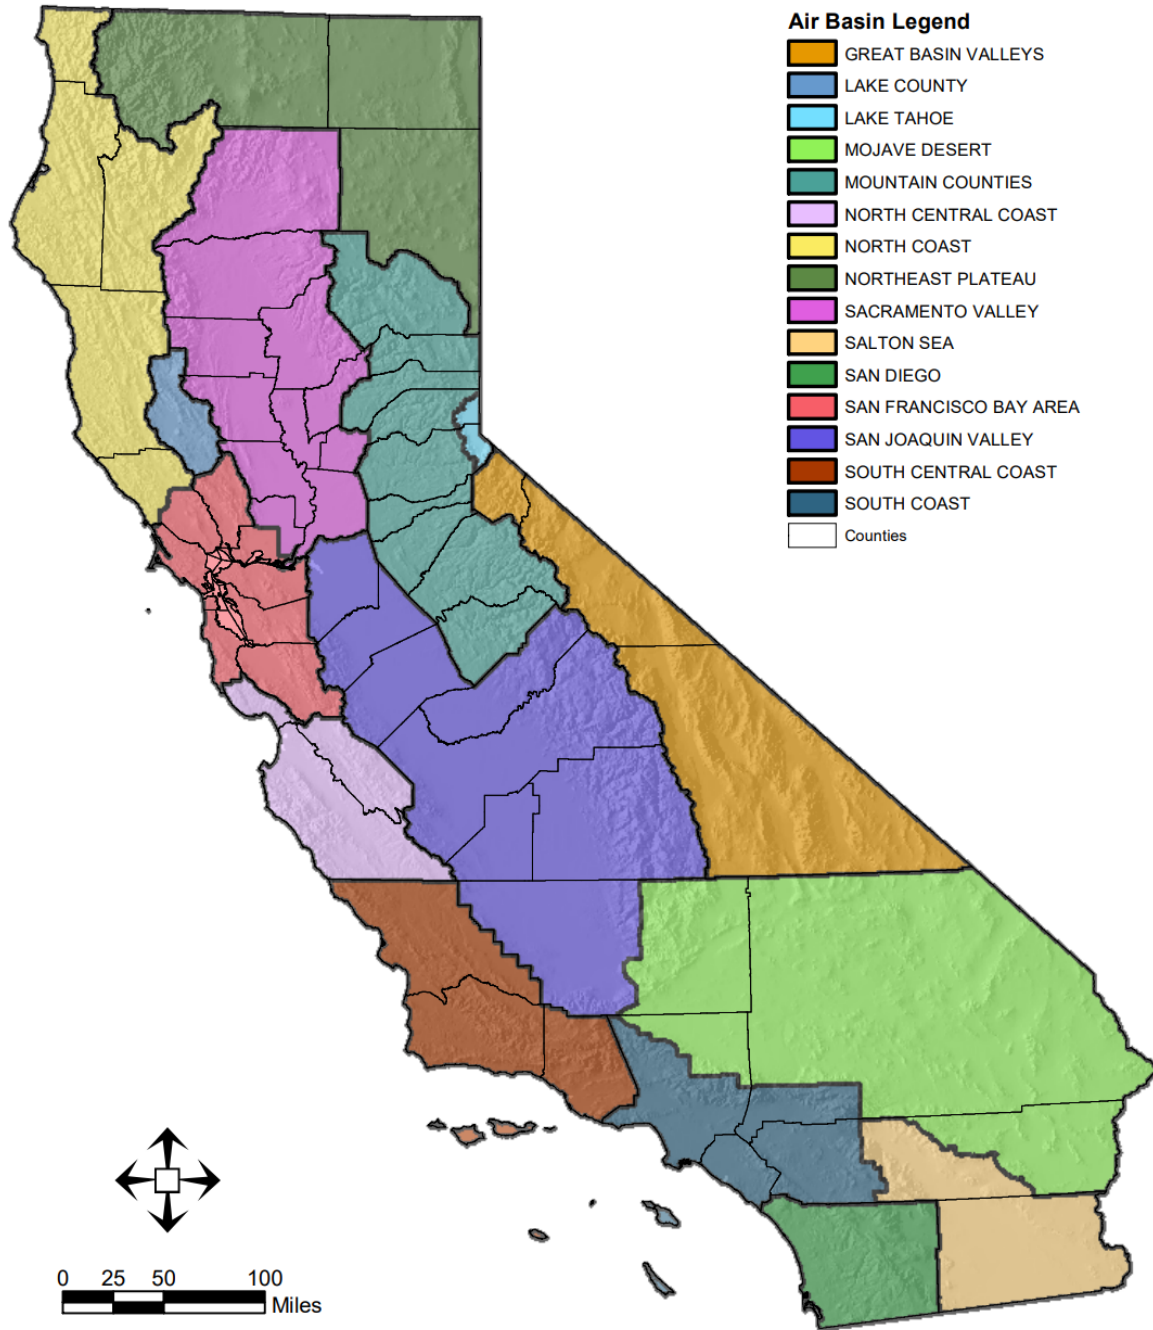 Air Basin Legend
GREAT BASIN VALLEYS
LAKE COUNTY
LAKE TAHOE
MOJAVE DESERT
MOUNTAIN COUNTIES
NORTH CENTRAL COAST
NORTH COAST
NORTHEAST PLATEAU
SACRAMENTO VALLEY
SALTON SEA
SAN DIEGO
SAN FRANCISCO BAY AREA
SAN JOAQUIN VALLEY
SOUTH CENTRAL COAST
SOUTH COAST
Counties
0 25 50 100
Miles